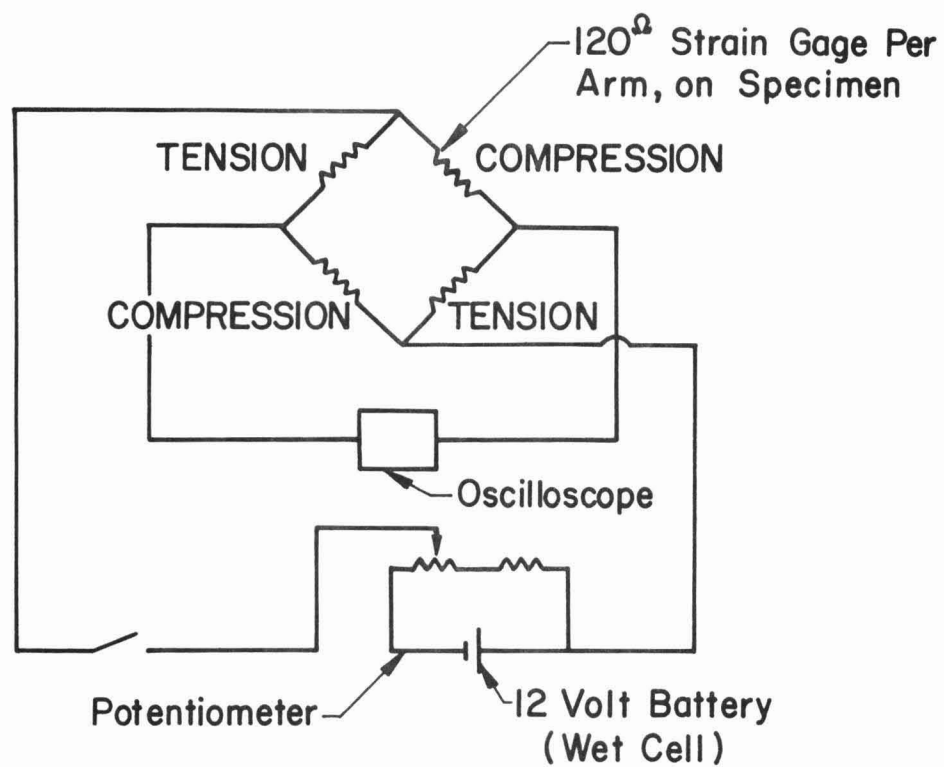 120Ω Strain Gage Per
Arm, on Specimen
TENSION
COMPRESSION
COMPRESSION
TENSION
Oscilloscope
Potentiometer
12 Volt Battery
(Wet Cell)